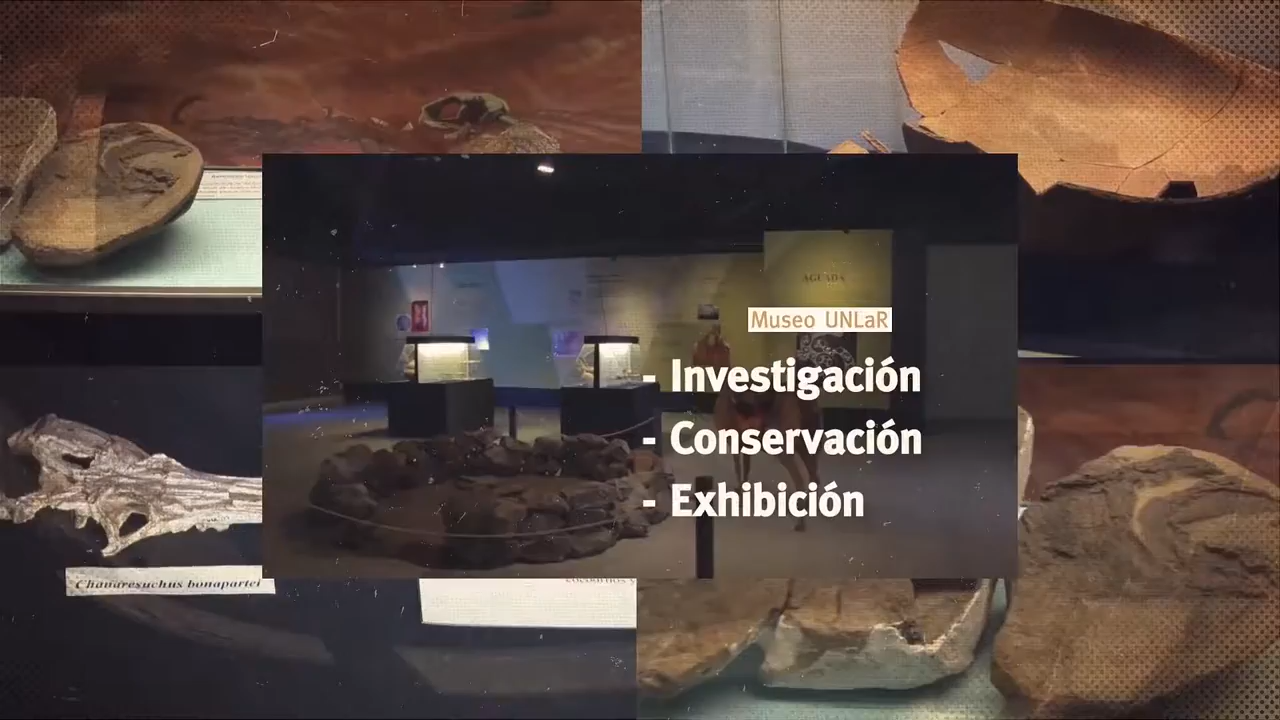 AGUADA
Museo UNLaR
- Investigación
- Conservación
- Exhibición
Chanaresuchus bonapartei